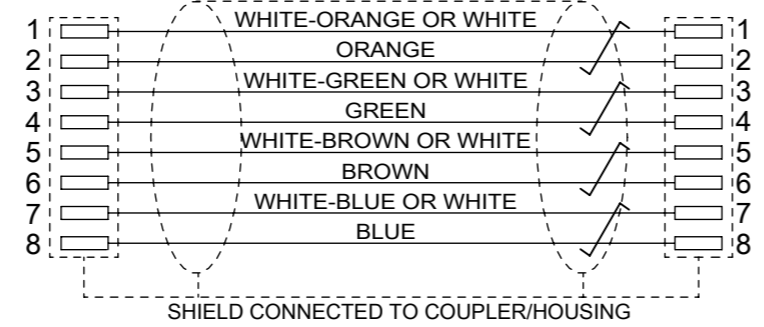 1 WHITE-ORANGE OR WHITE 1
2 ORANGE 2
3 WHITE-GREEN OR WHITE 3
4 GREEN 4
5 WHITE-BROWN OR WHITE 5
6 BROWN 6
7 WHITE-BLUE OR WHITE 7
8 BLUE 8
SHIELD CONNECTED TO COUPLER/HOUSING